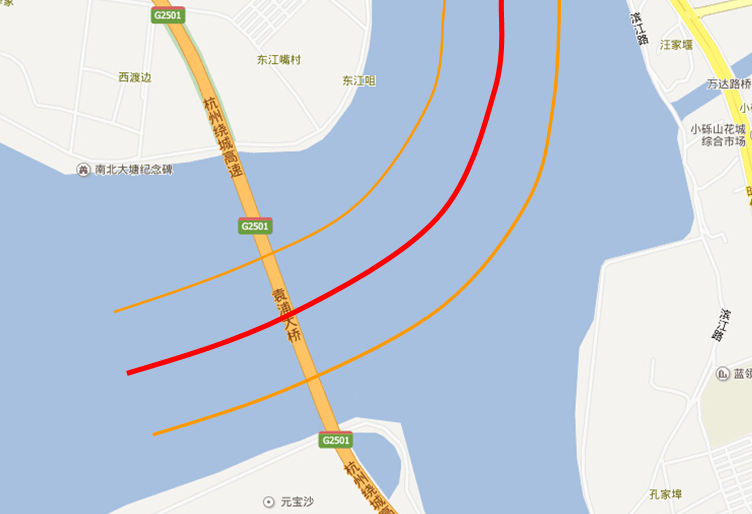 G2501
滨江路
汪家堰
东江嘴村
西渡边
东江咀
万达路桥
杭州绕城高速
小砾山花城
综合市场
南北大塘纪念碑
G2501
袁浦大桥
滨江路
蓝领
G2501
杭州绕城高
孔家埠
元宝沙